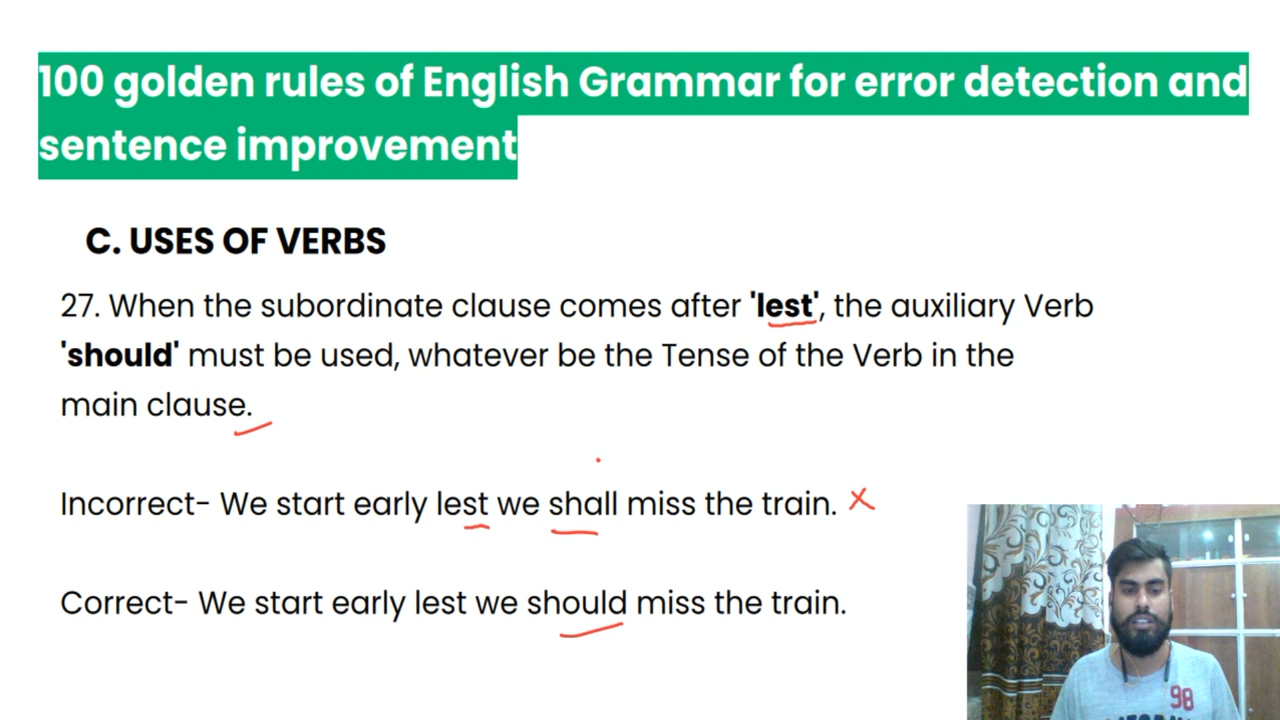 100 golden rules of English Grammar for error detection and
sentence improvement
C. USES OF VERBS
27. When the subordinate clause comes after 'lest', the auxiliary Verb
'should' must be used, whatever be the Tense of the Verb in the
main clause.
Incorrect- We start early lest we shall miss the train. X
Correct- We start early lest we should miss the train.
98